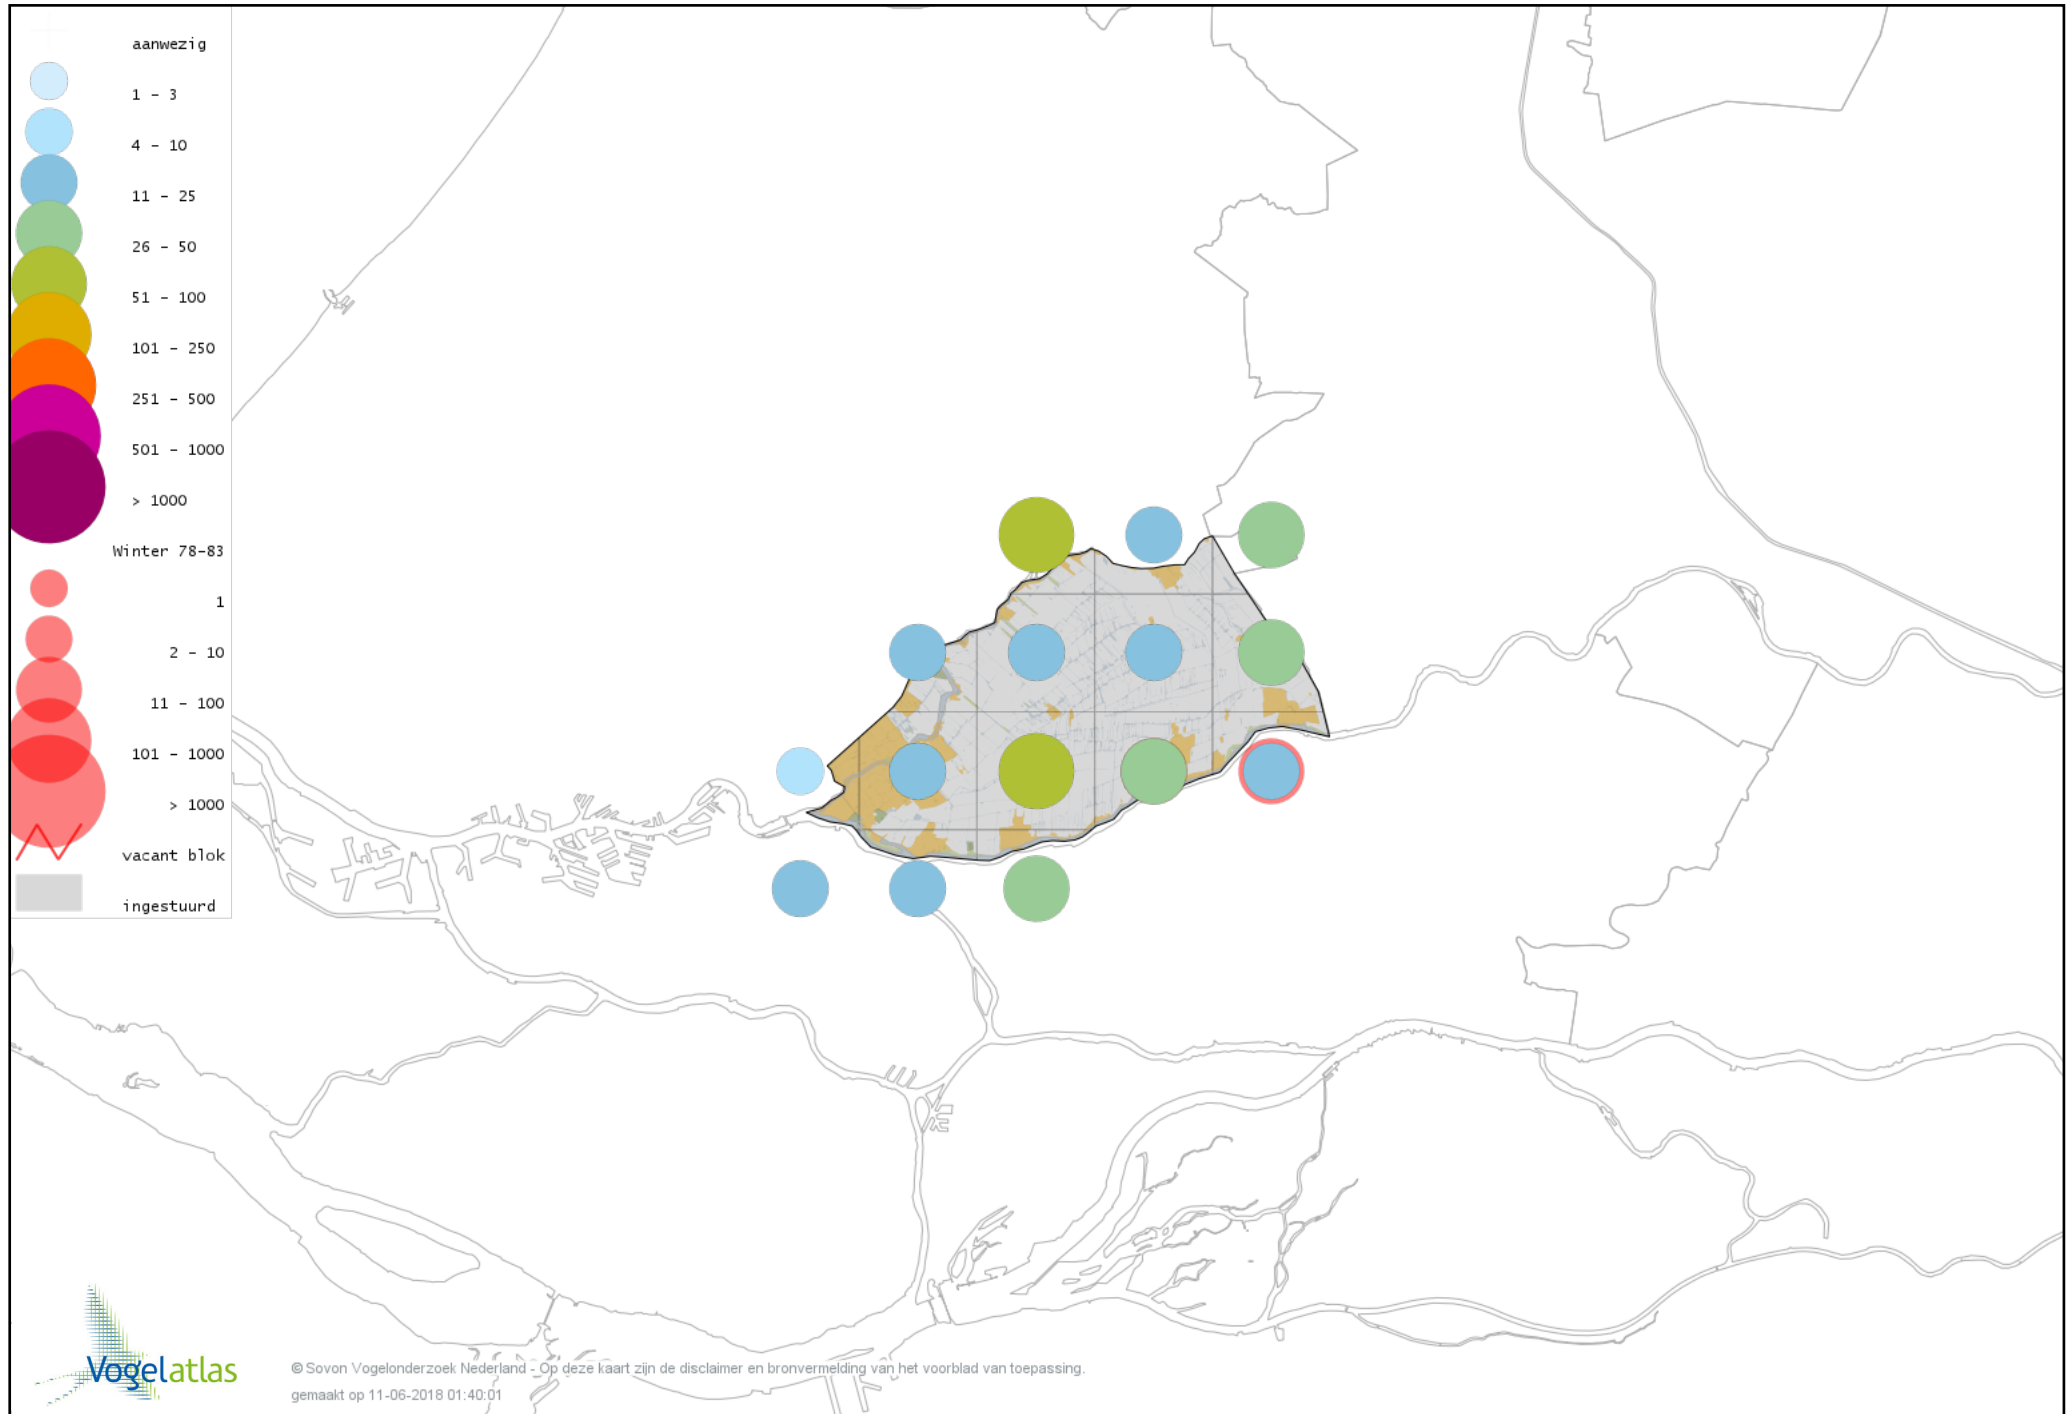 aanwezig
1 - 3
4 - 10
11 - 25
26 - 50
51 - 100
101 - 250
251 - 500
501 - 1000
> 1000
Winter 78-83
1
2 - 10
11 - 100
101 - 1000
> 1000
vacant blok
ingestuurd
Vogelatlas
© Sovon Vogelonderzoek Nederland - Op deze kaart zijn de disclaimer en bronvermelding van het voorblad van toepassing.
gemaakt op 11-06-2018 01:40:01